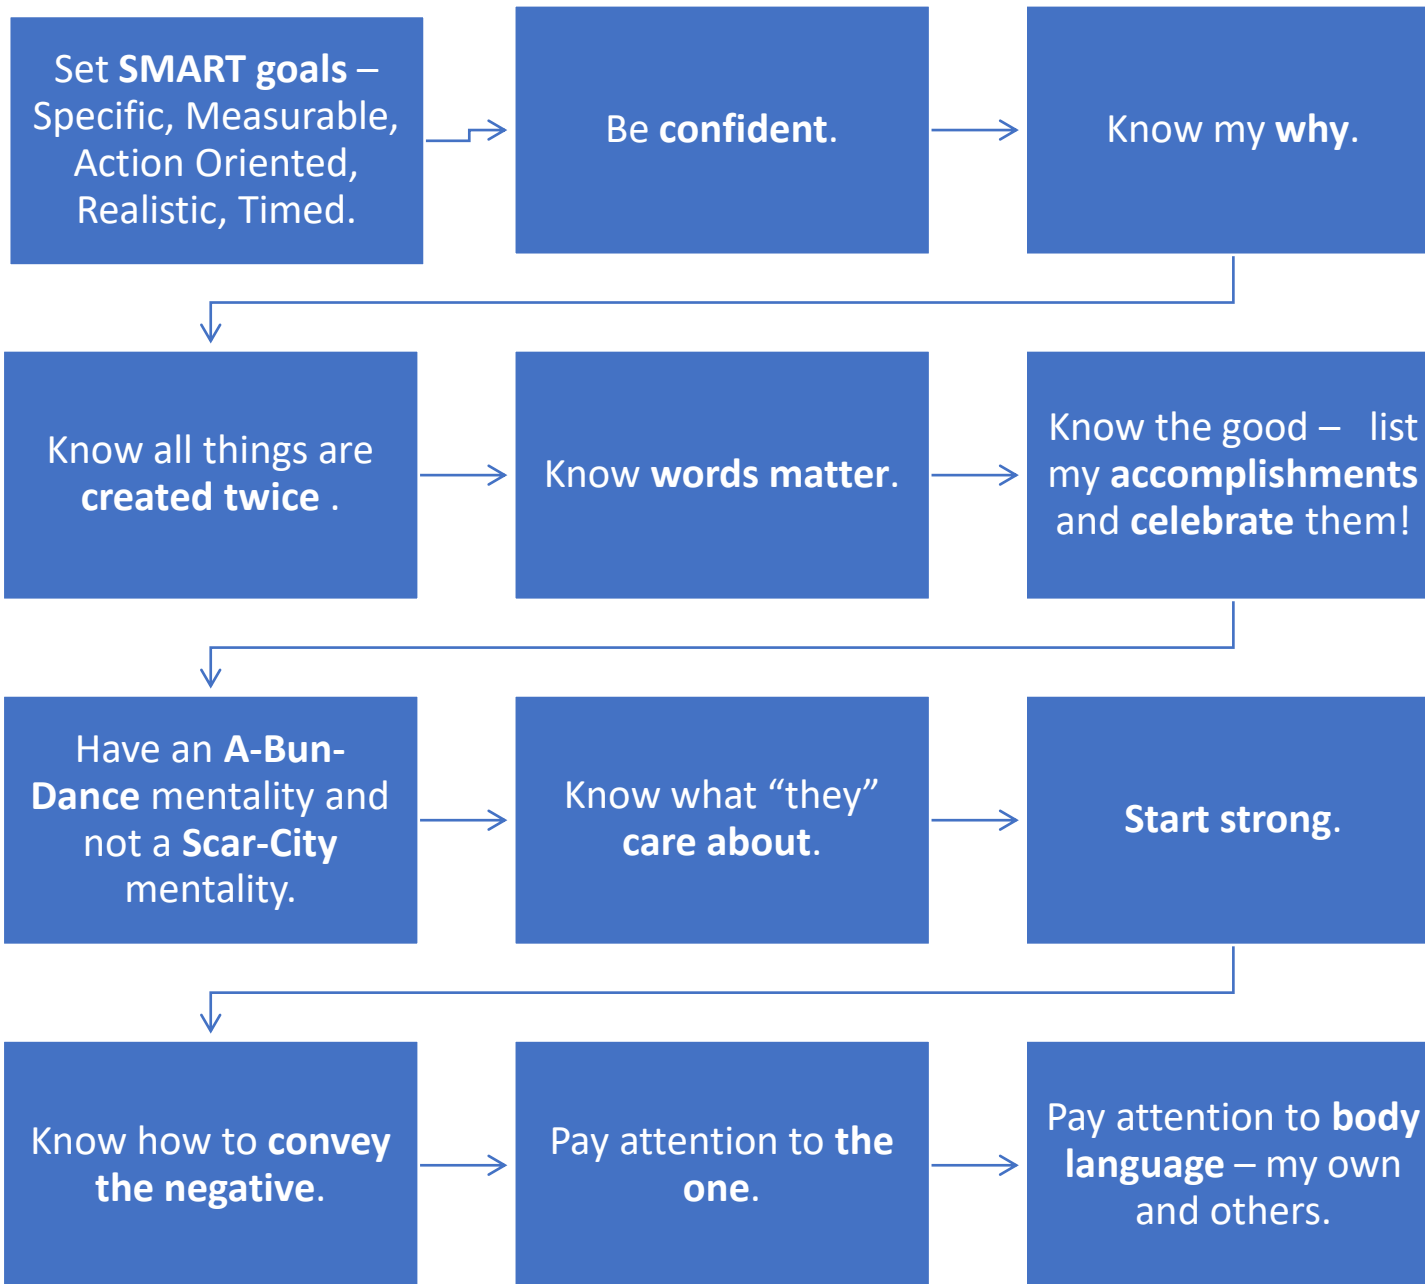 Set SMART goals –
Specific, Measurable,
Action Oriented,
Realistic, Timed.
Be confident.
Know my why.
Know all things are
created twice .
Know words matter.
Know the good –   list
my accomplishments
and celebrate them!
Have an A-Bun-
Dance mentality and
not a Scar-City
mentality.
Know what “they”
care about.
Start strong.
Know how to convey
the negative.
Pay attention to the
one.
Pay attention to body
language – my own
and others.